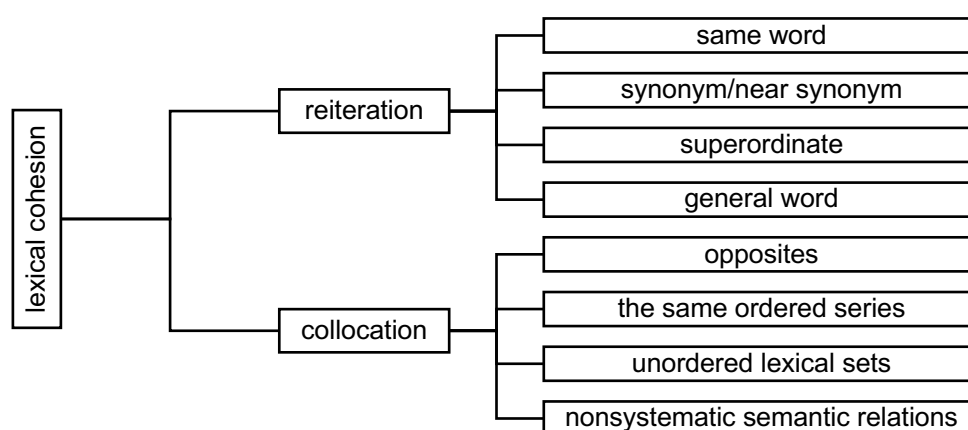 lexical cohesion
reiteration
same word
synonym/near synonym
superordinate
general word
collocation
opposites
the same ordered series
unordered lexical sets
nonsystematic semantic relations